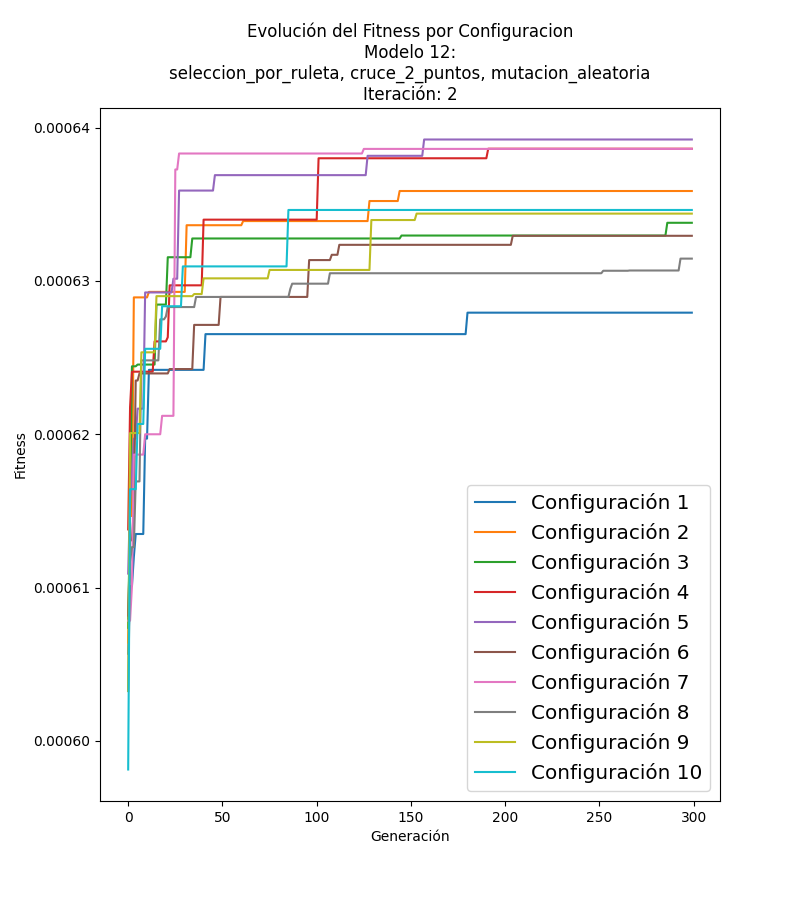 Evolución del Fitness por Configuracion
Modelo 12:
seleccion_por_ruleta, cruce_2_puntos, mutacion_aleatoria
Iteración: 2
0.00064
0.00063
0.00062
0.00061
0.00060
Fitness
Configuración 1
Configuración 2
Configuración 3
Configuración 4
Configuración 5
Configuración 6
Configuración 7
Configuración 8
Configuración 9
Configuración 10
0 50 100 150 200 250 300
Generación